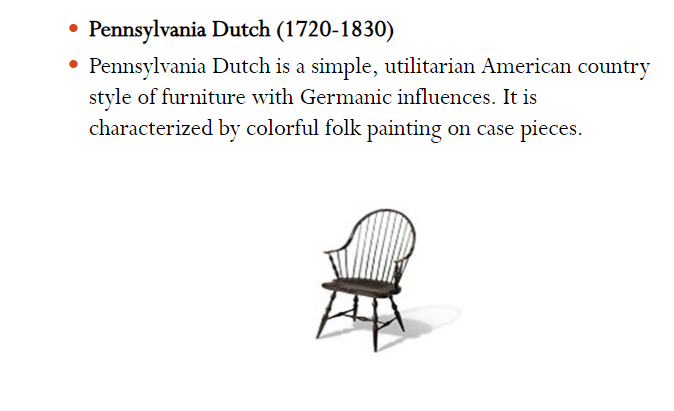 Pennsylvania Dutch (1720-1830)
Pennsylvania Dutch is a simple, utilitarian American country
style of furniture with Germanic influences. It is
characterized by colorful folk painting on case pieces.